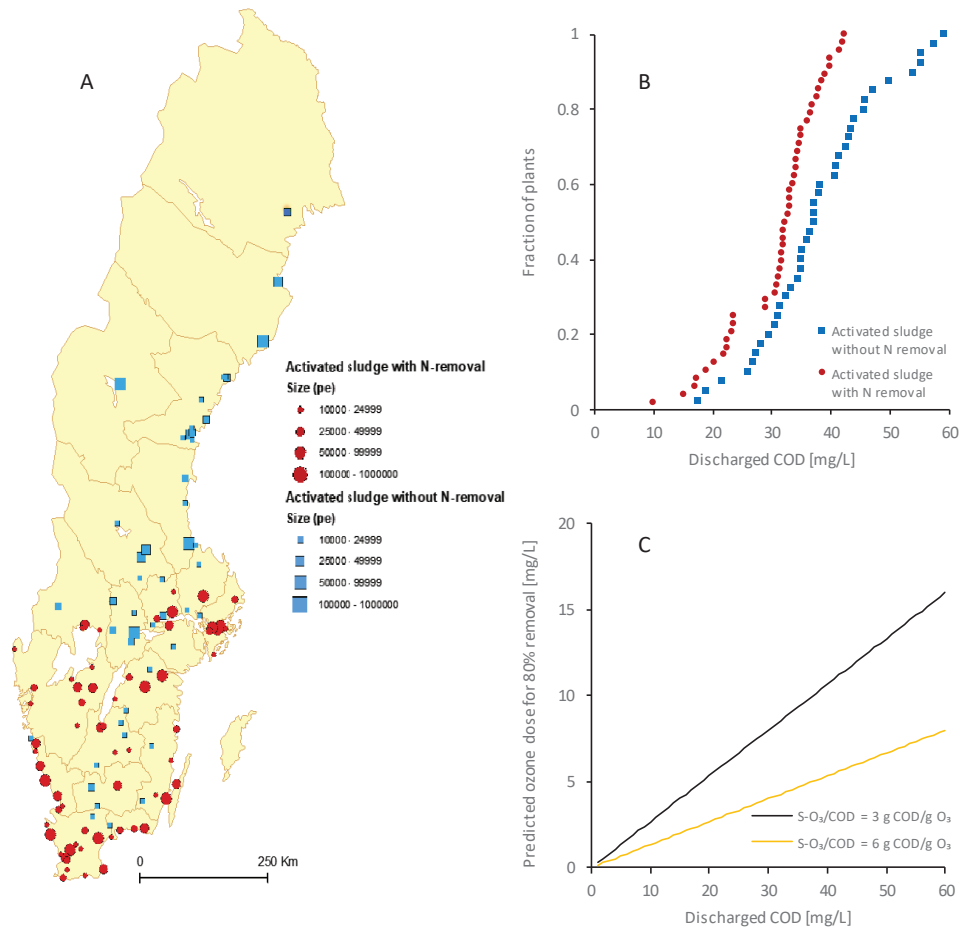 A
Activated sludge with N-removal
Size (pe)
10000 - 24999
25000 - 49999
50000 - 99999
100000 - 1000000
Activated sludge without N-removal
Size (pe)
10000 - 24999
25000 - 49999
50000 - 99999
100000 - 1000000
0 250 Km
B
Fraction of plants
1
0.8
0.6
0.4
0.2
0
Activated sludge
without N removal
Activated sludge
with N removal
0 10 20 30 40 50 60
Discharged COD [mg/L]
C
Predicted ozone dose for 80% removal [mg/L]
20
15
10
5
0
S-O₃/COD = 3 g COD/g O₃
S-O₃/COD = 6 g COD/g O₃
0 10 20 30 40 50 60
Discharged COD [mg/L]